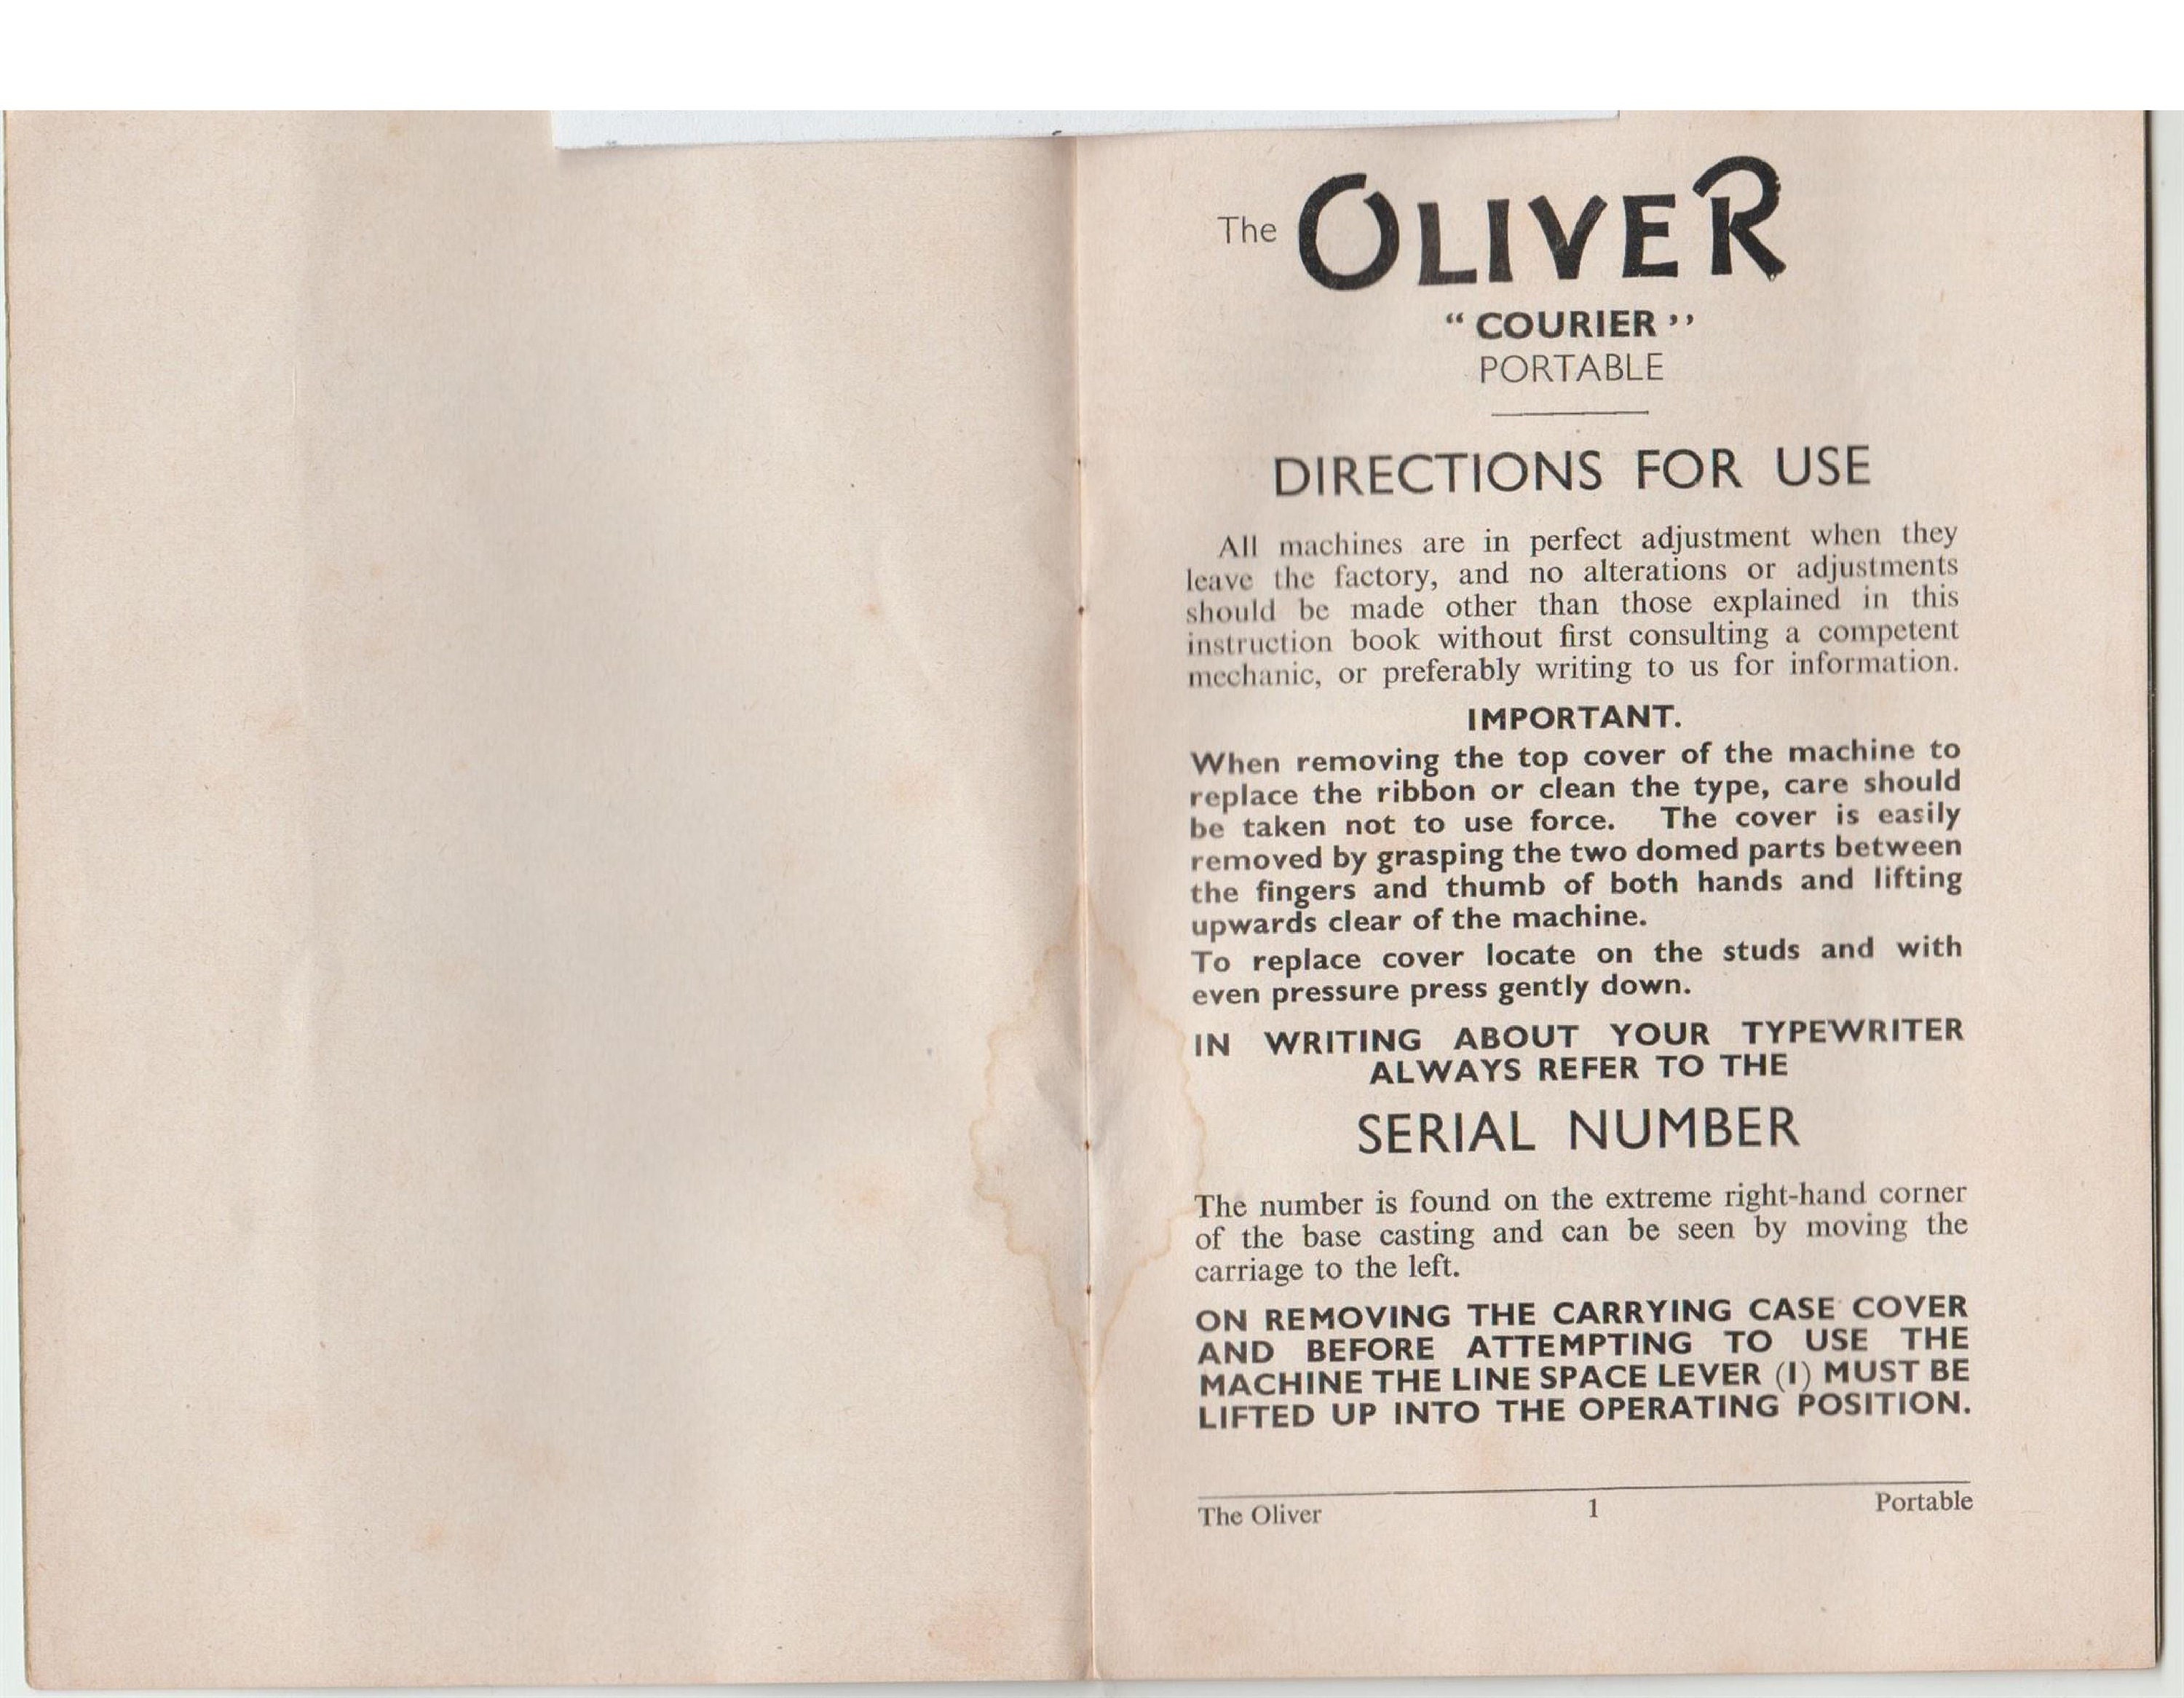 The OLIVER
“ COURIER ”
PORTABLE
DIRECTIONS FOR USE
All machines are in perfect adjustment when they
leave the factory, and no alterations or adjustments
should be made other than those explained in this
instruction book without first consulting a competent
mechanic, or preferably writing to us for information.
IMPORTANT.
When removing the top cover of the machine to
replace the ribbon or clean the type, care should
be taken not to use force. The cover is easily
removed by grasping the two domed parts between
the fingers and thumb of both hands and lifting
upwards clear of the machine.
To replace cover locate on the studs and with
even pressure press gently down.
IN WRITING ABOUT YOUR TYPEWRITER
ALWAYS REFER TO THE
SERIAL NUMBER
The number is found on the extreme right-hand corner
of the base casting and can be seen by moving the
carriage to the left.
ON REMOVING THE CARRYING CASE COVER
AND BEFORE ATTEMPTING TO USE THE
MACHINE THE LINE SPACE LEVER (I) MUST BE
LIFTED UP INTO THE OPERATING POSITION.
The Oliver 1 Portable